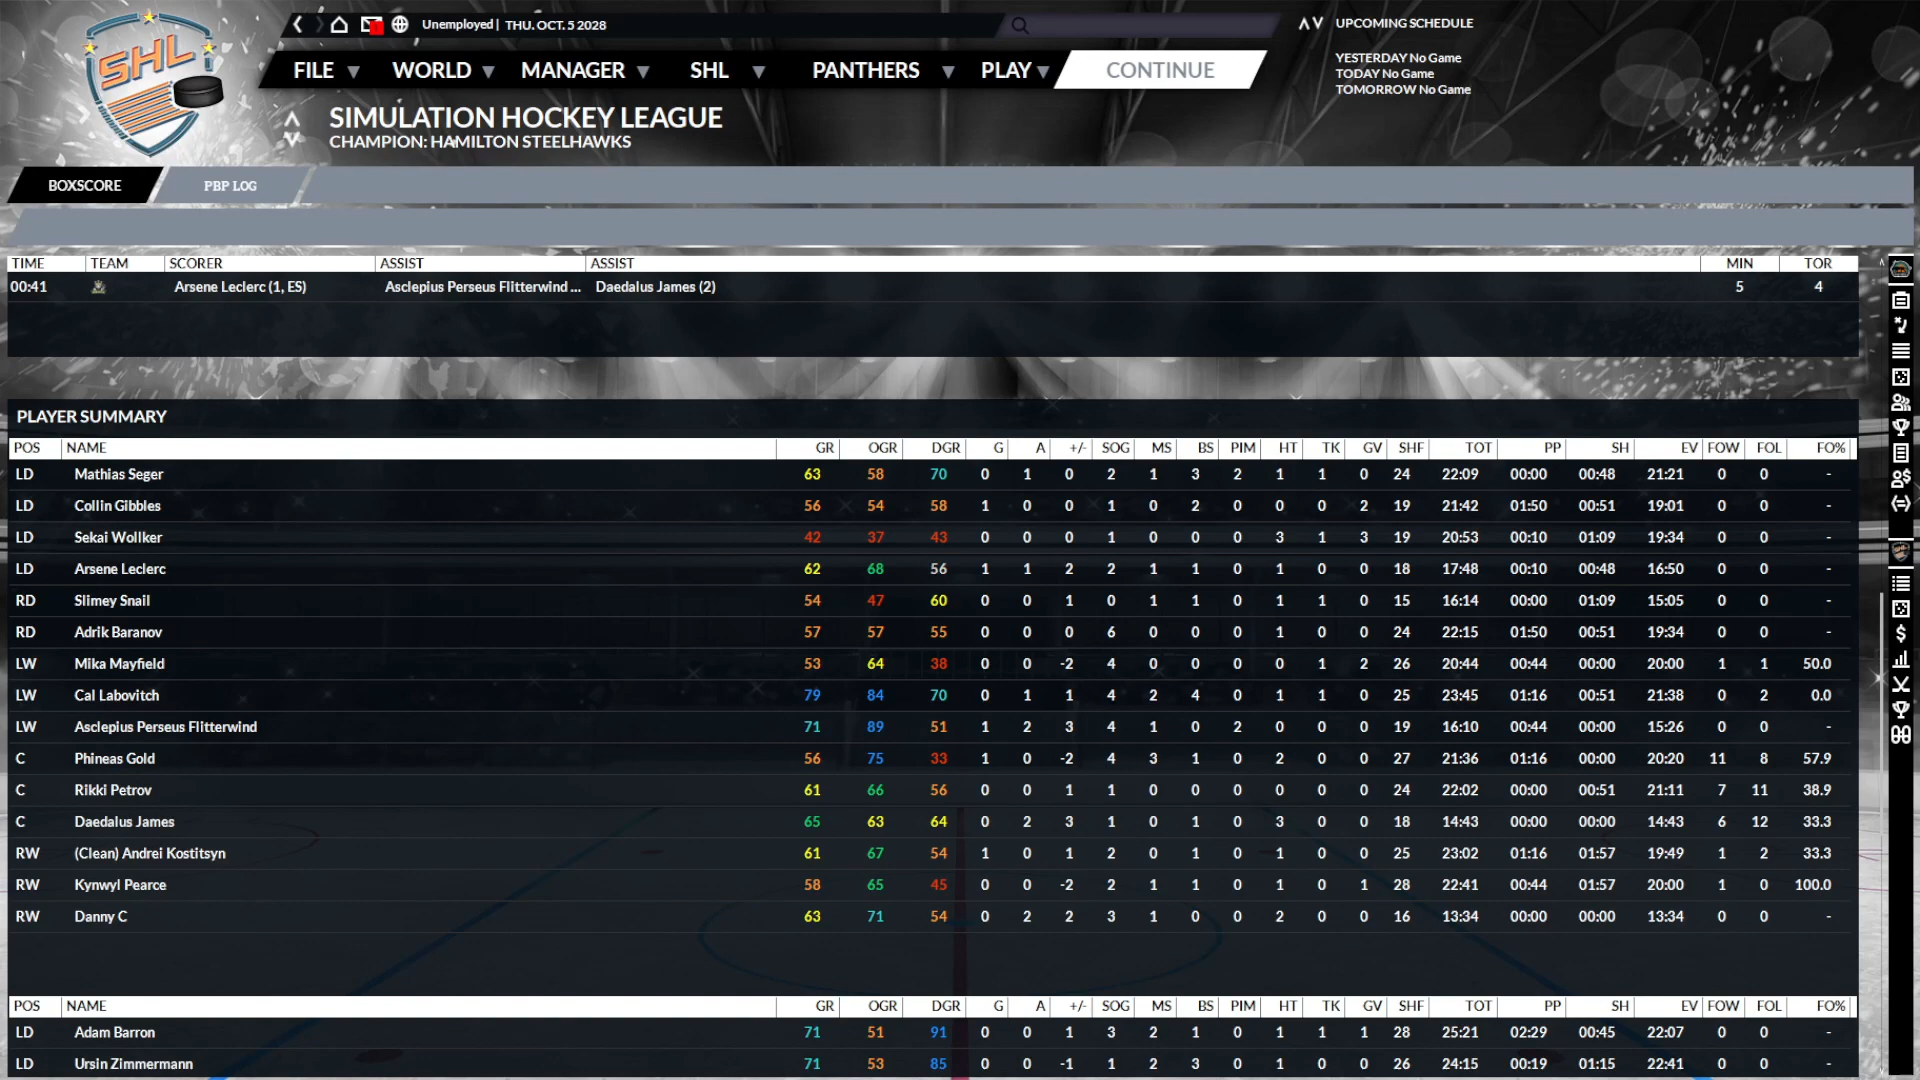 SHL
Unemployed | THU. OCT. 5 2028
FILE WORLD MANAGER SHL PANTHERS PLAY CONTINUE
UPCOMING SCHEDULE
YESTERDAY No Game
TODAY No Game
TOMORROW No Game
SIMULATION HOCKEY LEAGUE
CHAMPION: HAMILTON STEELHAWKS
BOXSCORE PBP LOG
TIME TEAM SCORER ASSIST ASSIST MIN TOR
00:41 Arsene Leclerc (1, ES) Asclepius Perseus Flitterwind ... Daedalus James (2) 5 4
PLAYER SUMMARY
POS NAME GR OGR DGR G A +/- SOG MS BS PIM HT TK GV SHF TOT PP SH EV FOW FOL FO%
LD Mathias Seger 63 58 70 0 1 0 2 1 3 2 1 1 0 24 22:09 00:00 00:48 21:21 0 0 -
LD Collin Gibbles 56 54 58 1 0 0 1 0 2 0 0 0 2 19 21:42 01:50 00:51 19:01 0 0 -
LD Sekai Wollker 42 37 43 0 0 0 1 0 0 0 3 1 3 19 20:53 00:10 01:09 19:34 0 0 -
LD Arsene Leclerc 62 68 56 1 1 2 2 1 1 0 1 0 0 18 17:48 00:10 00:48 16:50 0 0 -
RD Slimey Snail 54 47 60 0 0 1 0 1 1 0 1 1 0 15 16:14 00:00 01:09 15:05 0 0 -
RD Adrik Baranov 57 57 55 0 0 0 6 0 0 0 1 0 0 24 22:15 01:50 00:51 19:34 0 0 -
LW Mika Mayfield 53 64 38 0 0 -2 4 0 0 0 0 1 2 26 20:44 00:44 00:00 20:00 1 1 50.0
LW Cal Labovitch 79 84 70 0 1 1 4 2 4 0 1 1 0 25 23:45 01:16 00:51 21:38 0 2 0.0
LW Asclepius Perseus Flitterwind 71 89 51 1 2 3 4 1 0 2 0 0 0 19 16:10 00:44 00:00 15:26 0 0 -
C Phineas Gold 56 75 33 1 0 -2 4 3 1 0 2 0 0 27 21:36 01:16 00:00 20:20 11 8 57.9
C Rikki Petrov 61 66 56 0 0 1 1 0 0 0 0 0 0 24 22:02 00:00 00:51 21:11 7 11 38.9
C Daedalus James 65 63 64 0 2 3 1 0 1 0 3 0 0 18 14:43 00:00 00:00 14:43 6 12 33.3
RW (Clean) Andrei Kostitsyn 61 67 54 1 0 1 2 0 1 0 1 0 0 25 23:02 01:16 01:57 19:49 1 2 33.3
RW Kynwyl Pearce 58 65 45 0 0 -2 2 1 1 0 1 0 1 28 22:41 00:44 01:57 20:00 1 0 100.0
RW Danny C 63 71 54 0 2 2 3 1 0 0 2 0 0 16 13:34 00:00 00:00 13:34 0 0 -
POS NAME GR OGR DGR G A +/- SOG MS BS PIM HT TK GV SHF TOT PP SH EV FOW FOL FO%
LD Adam Barron 71 51 91 0 0 1 3 2 1 0 1 1 1 28 25:21 02:29 00:45 22:07 0 0 -
LD Ursin Zimmermann 71 53 85 0 0 -1 1 2 3 0 1 0 0 26 24:15 00:19 01:15 22:41 0 0 -